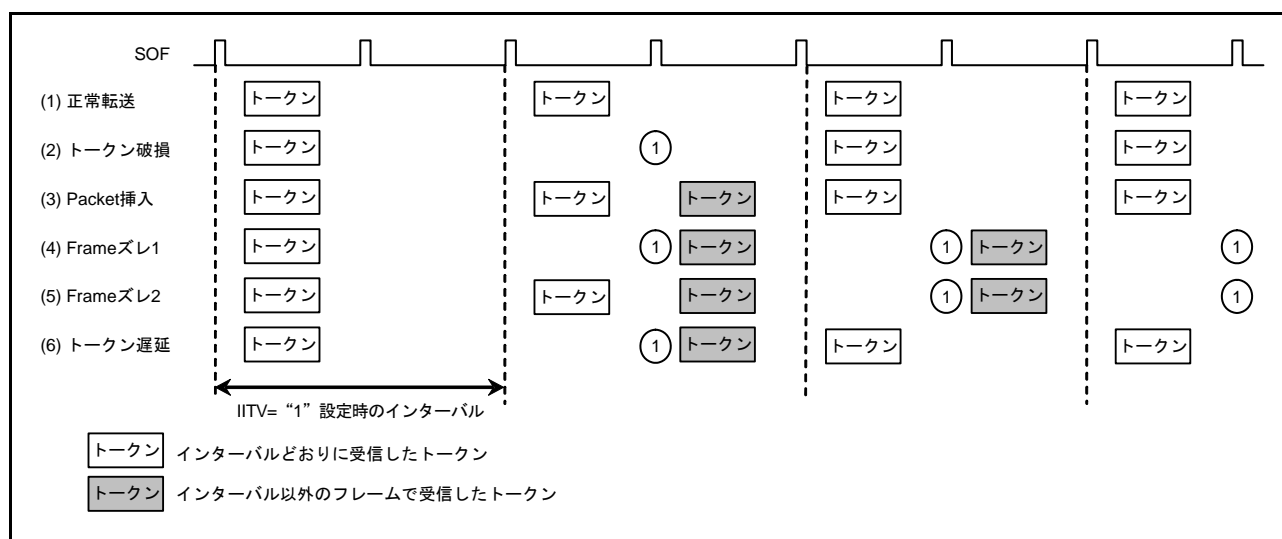 SOF
(1) 正常転送 トークン トークン トークン トークン
(2) トークン破損 トークン 1 トークン トークン
(3) Packet挿入 トークン トークン トークン トークン トークン
(4) Frameズレ1 トークン 1 トークン 1 トークン 1
(5) Frameズレ2 トークン トークン トークン 1 トークン 1
(6) トークン遅延 トークン 1 トークン トークン トークン
IITV= “1” 設定時のインターバル
トークン インターバルどおりに受信したトークン
トークン インターバル以外のフレームで受信したトークン